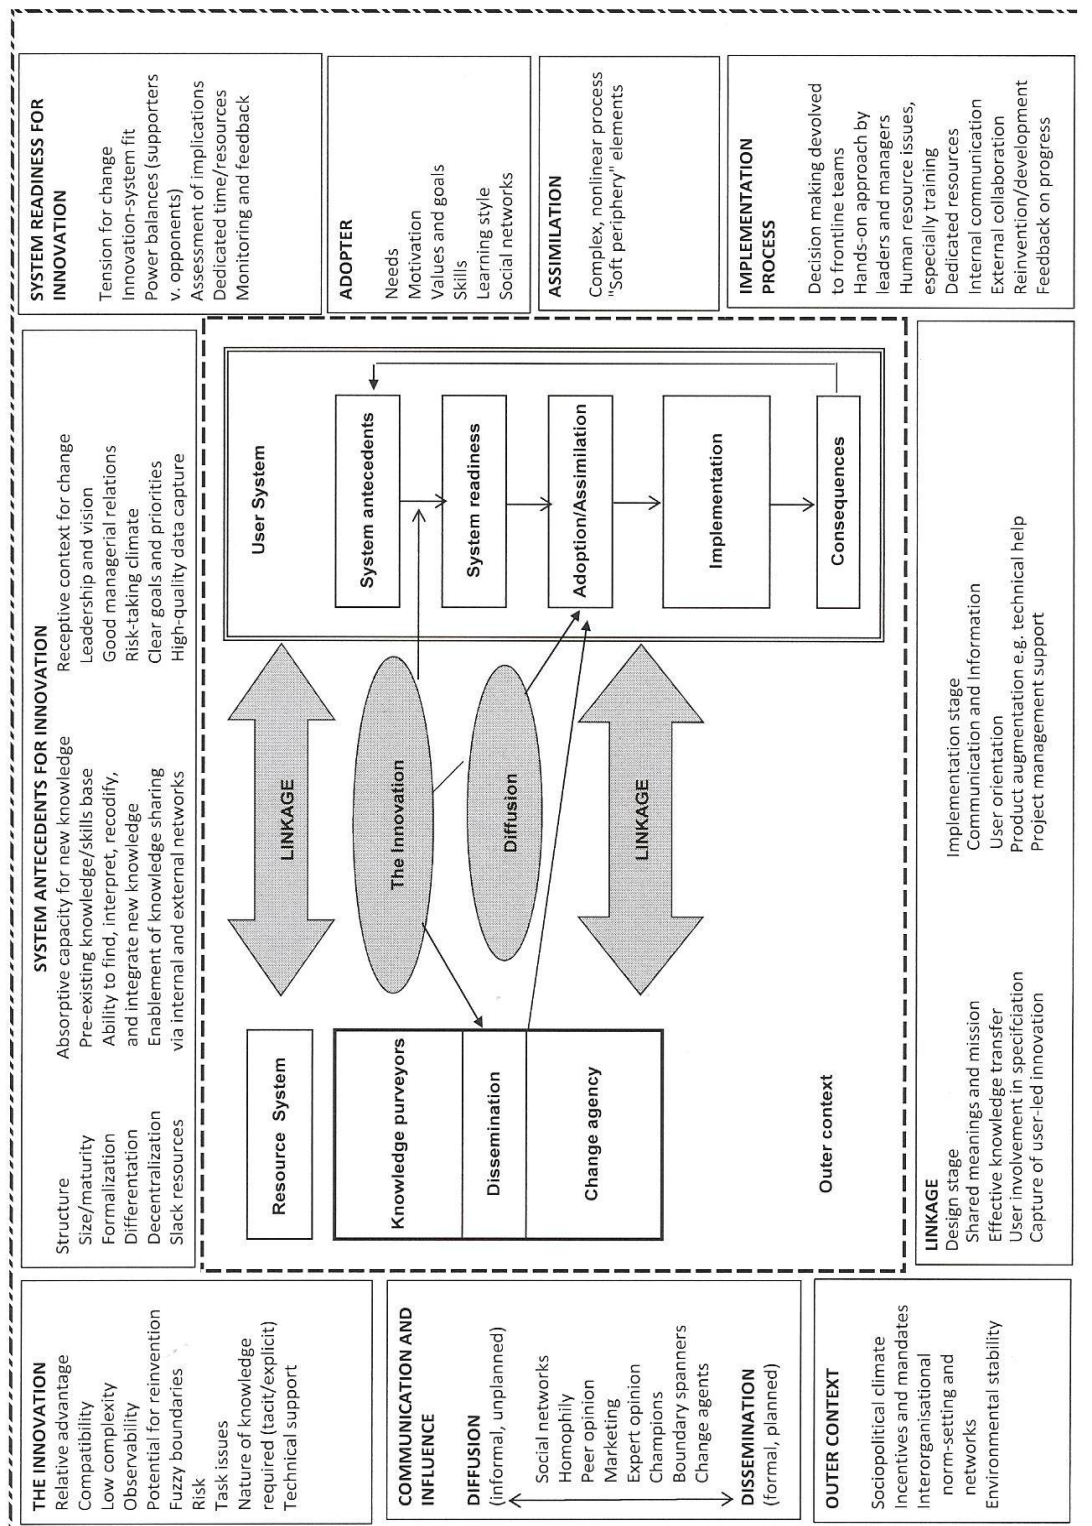 THE INNOVATION
Relative advantage
Compatibility
Low complexity
Observability
Potential for reinvention
Fuzzy boundaries
Risk
Task issues
Nature of knowledge
required (tacit/explicit)
Technical support
SYSTEM ANTECEDENTS FOR INNOVATION
Structure
Size/maturity
Formalization
Differentation
Decentralization
Slack resources
Absorptive capacity for new knowledge
Pre-existing knowledge/skills base
Ability to find, interpret, recodify,
and integrate new knowledge
Enablement of knowledge sharing
via internal and external networks
Receptive context for change
Leadership and vision
Good managerial relations
Risk-taking climate
Clear goals and priorities
High-quality data capture
SYSTEM READINESS FOR
INNOVATION
Tension for change
Innovation-system fit
Power balances (supporters
v. opponents)
Assessment of implications
Dedicated time/resources
Monitoring and feedback
COMMUNICATION AND
INFLUENCE
DIFFUSION
(informal, unplanned)
Social networks
Homophily
Peer opinion
Marketing
Expert opinion
Champions
Boundary spanners
Change agents
DISSEMINATION
(formal, planned)
Resource System
Knowledge purveyors
Dissemination
Change agency
LINKAGE
The Innovation
Diffusion
LINKAGE
User System
System antecedents
System readiness
Adoption/Assimilation
Implementation
Consequences
Outer context
ADOPTER
Needs
Motivation
Values and goals
Skills
Learning style
Social networks
ASSIMILATION
Complex, nonlinear process
"Soft periphery" elements
OUTER CONTEXT
Sociopolitical climate
Incentives and mandates
Interorganisational
norm-setting and
networks
Environmental stability
LINKAGE
Design stage
Shared meanings and mission
Effective knowledge transfer
User involvement in specifciation
Capture of user-led innovation
Implementation stage
Communication and Information
User orientation
Product augmentation e.g. technical help
Project management support
IMPLEMENTATION
PROCESS
Decision making devolved
to frontline teams
Hands-on approach by
leaders and managers
Human resource issues,
especially training
Dedicated resources
Internal communication
External collaboration
Reinvention/development
Feedback on progress